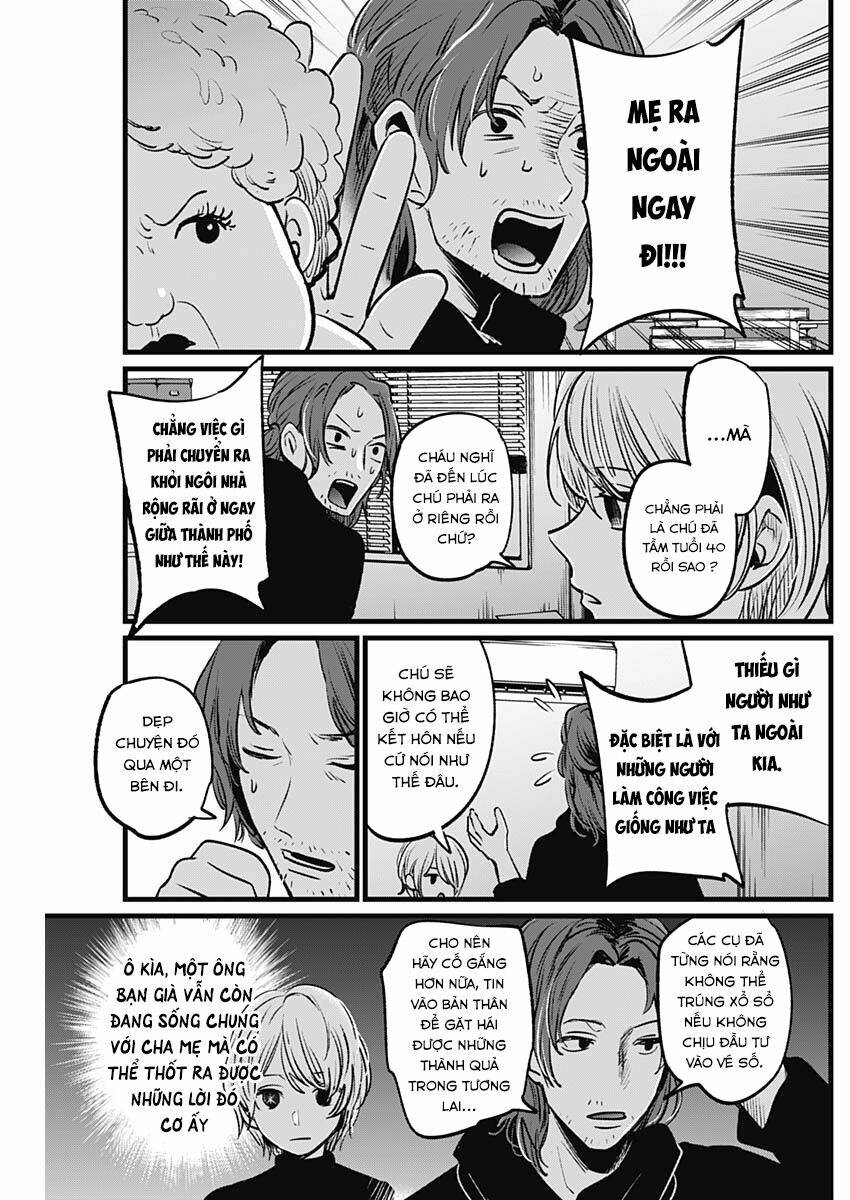 MẸ RA
NGOÀI
NGAY
ĐI!!!
...MÀ
CHẲNG PHẢI
LÀ CHÚ ĐÃ
TẦM TUỔI 40
RỒI SAO ?
CHÁU NGHĨ
ĐÃ ĐẾN LÚC
CHÚ PHẢI RA
Ở RIÊNG RỒI
CHỨ?
CHẲNG VIỆC GÌ
PHẢI CHUYỂN RA
KHỎI NGÔI NHÀ
RỘNG RÃI Ở NGAY
GIỮA THÀNH PHỐ
NHƯ THẾ NÀY!
THIẾU GÌ
NGƯỜI NHƯ
TA NGOÀI
KIA.
ĐẶC BIỆT LÀ VỚI
NHỮNG NGƯỜI
LÀM CÔNG VIỆC
GIỐNG NHƯ TA
CHÚ SẼ
KHÔNG BAO
GIỜ CÓ THỂ
KẾT HÔN NẾU
CỨ NÓI NHƯ
THẾ ĐÂU.
DẸP
CHUYỆN ĐÓ
QUA MỘT
BÊN ĐI.
CÁC CỤ ĐÃ
TỪNG NÓI RẰNG
KHÔNG THỂ
TRÚNG XỔ SỐ
NẾU KHÔNG
CHỊU ĐẦU TƯ
VÀO VÉ SỐ.
CHO NÊN
HÃY CỐ GẮNG
HƠN NỮA, TIN
VÀO BẢN THÂN
ĐỂ GẶT HÁI
ĐƯỢC NHỮNG
THÀNH QUẢ
TRONG TƯƠNG
LAI...
Ồ KÌA, MỘT ÔNG
BẠN GIÀ VẪN CÒN
ĐANG SỐNG CHUNG
VỚI CHA MẸ MÀ CÓ
THỂ THỐT RA ĐƯỢC
NHỮNG LỜI ĐÓ
CƠ ẤY